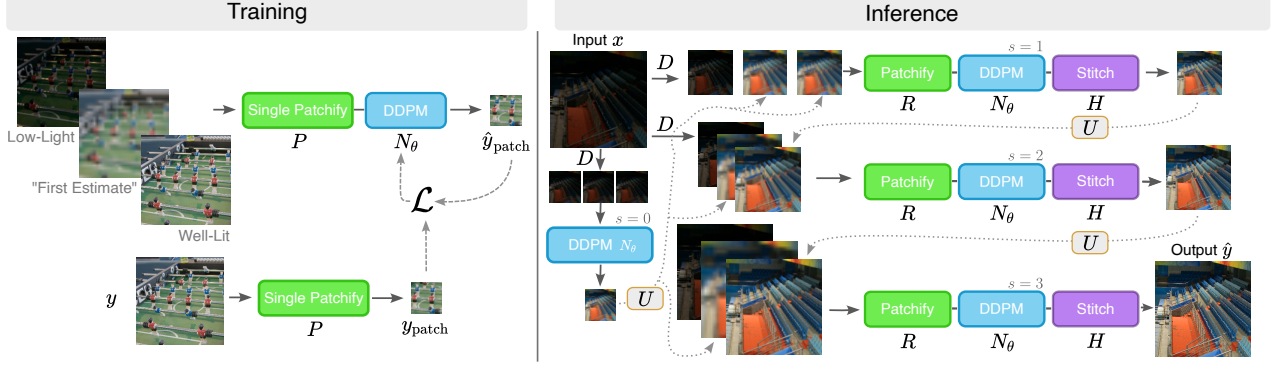 Training
Low-Light
"First Estimate"
Well-Lit
Single Patchify
P
DDPM
N_θ
ŷ_patch
ℒ
y
Single Patchify
P
y_patch
Inference
Input x
D
D
D
s = 0
DDPM N_θ
U
Patchify
R
s = 1
DDPM
N_θ
Stitch
H
U
Patchify
R
s = 2
DDPM
N_θ
Stitch
H
U
Patchify
R
s = 3
DDPM
N_θ
Stitch
H
Output ŷ